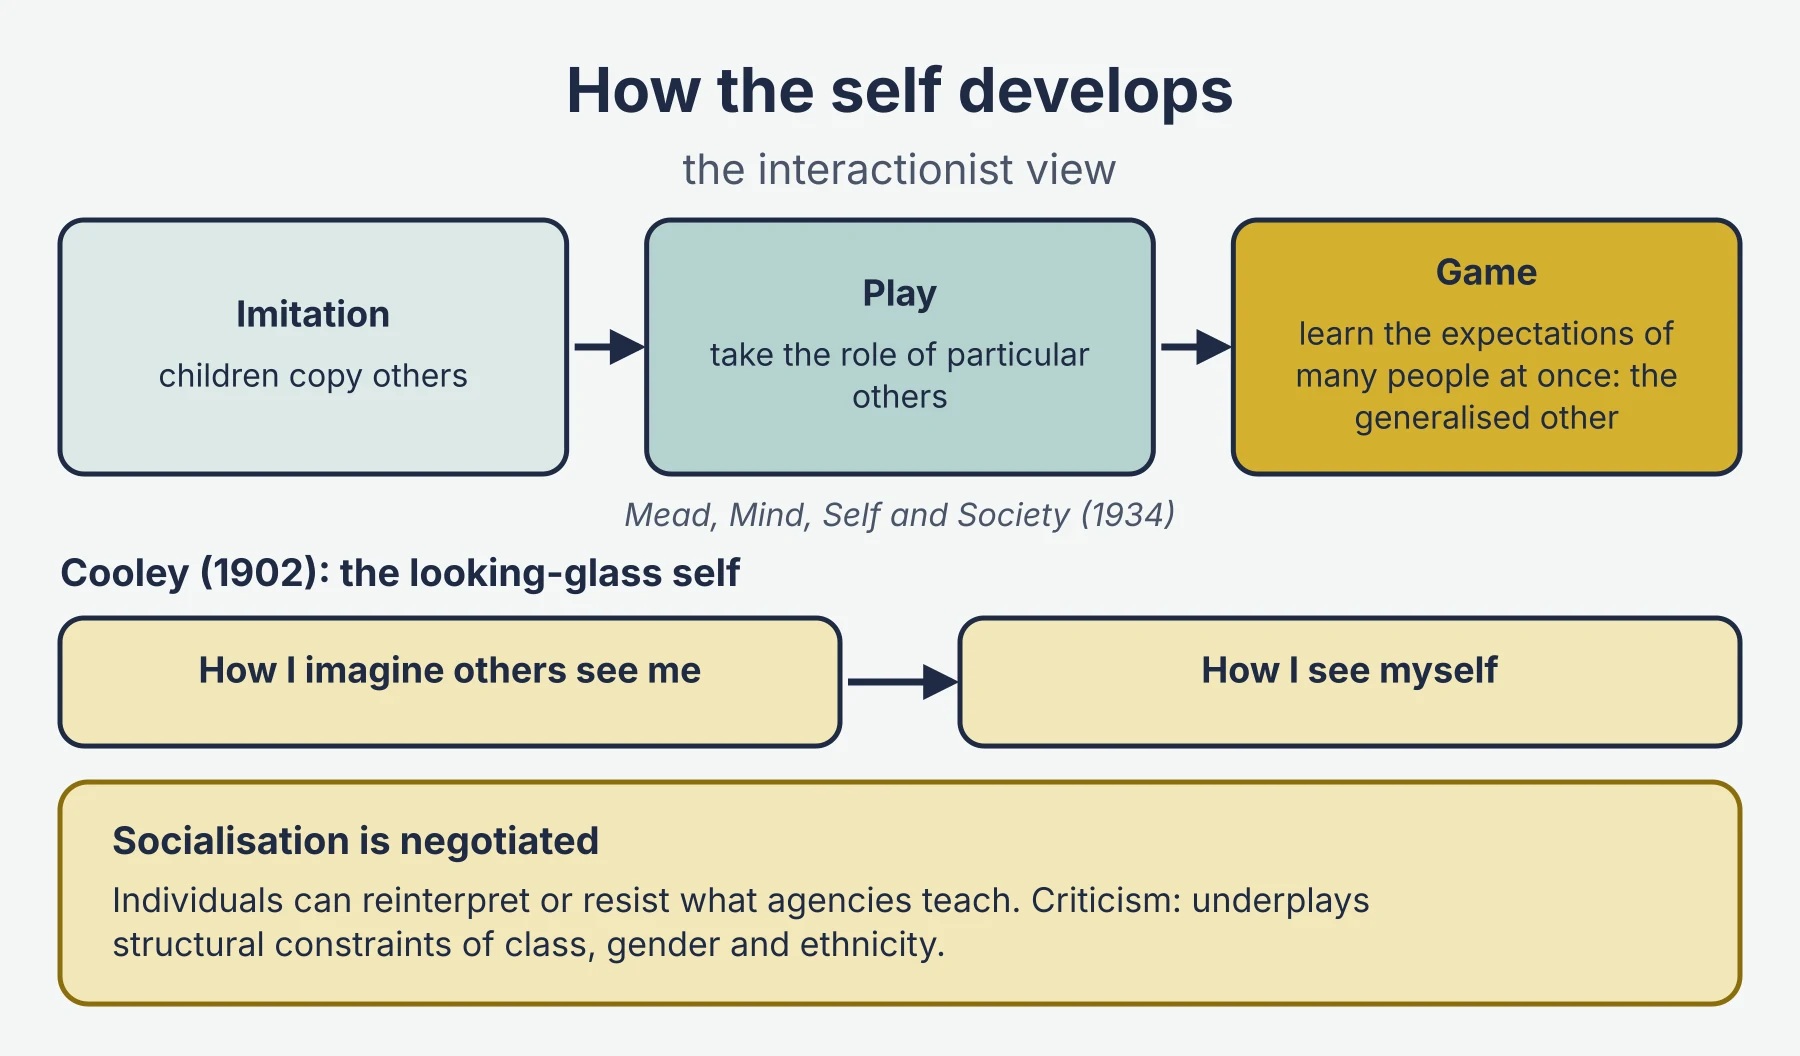 How the self develops
the interactionist view
Imitation
children copy others
Play
take the role of particular
others
Game
learn the expectations of
many people at once: the
generalised other
Mead, Mind, Self and Society (1934)
Cooley (1902): the looking-glass self
How I imagine others see me
How I see myself
Socialisation is negotiated
Individuals can reinterpret or resist what agencies teach. Criticism: underplays
structural constraints of class, gender and ethnicity.